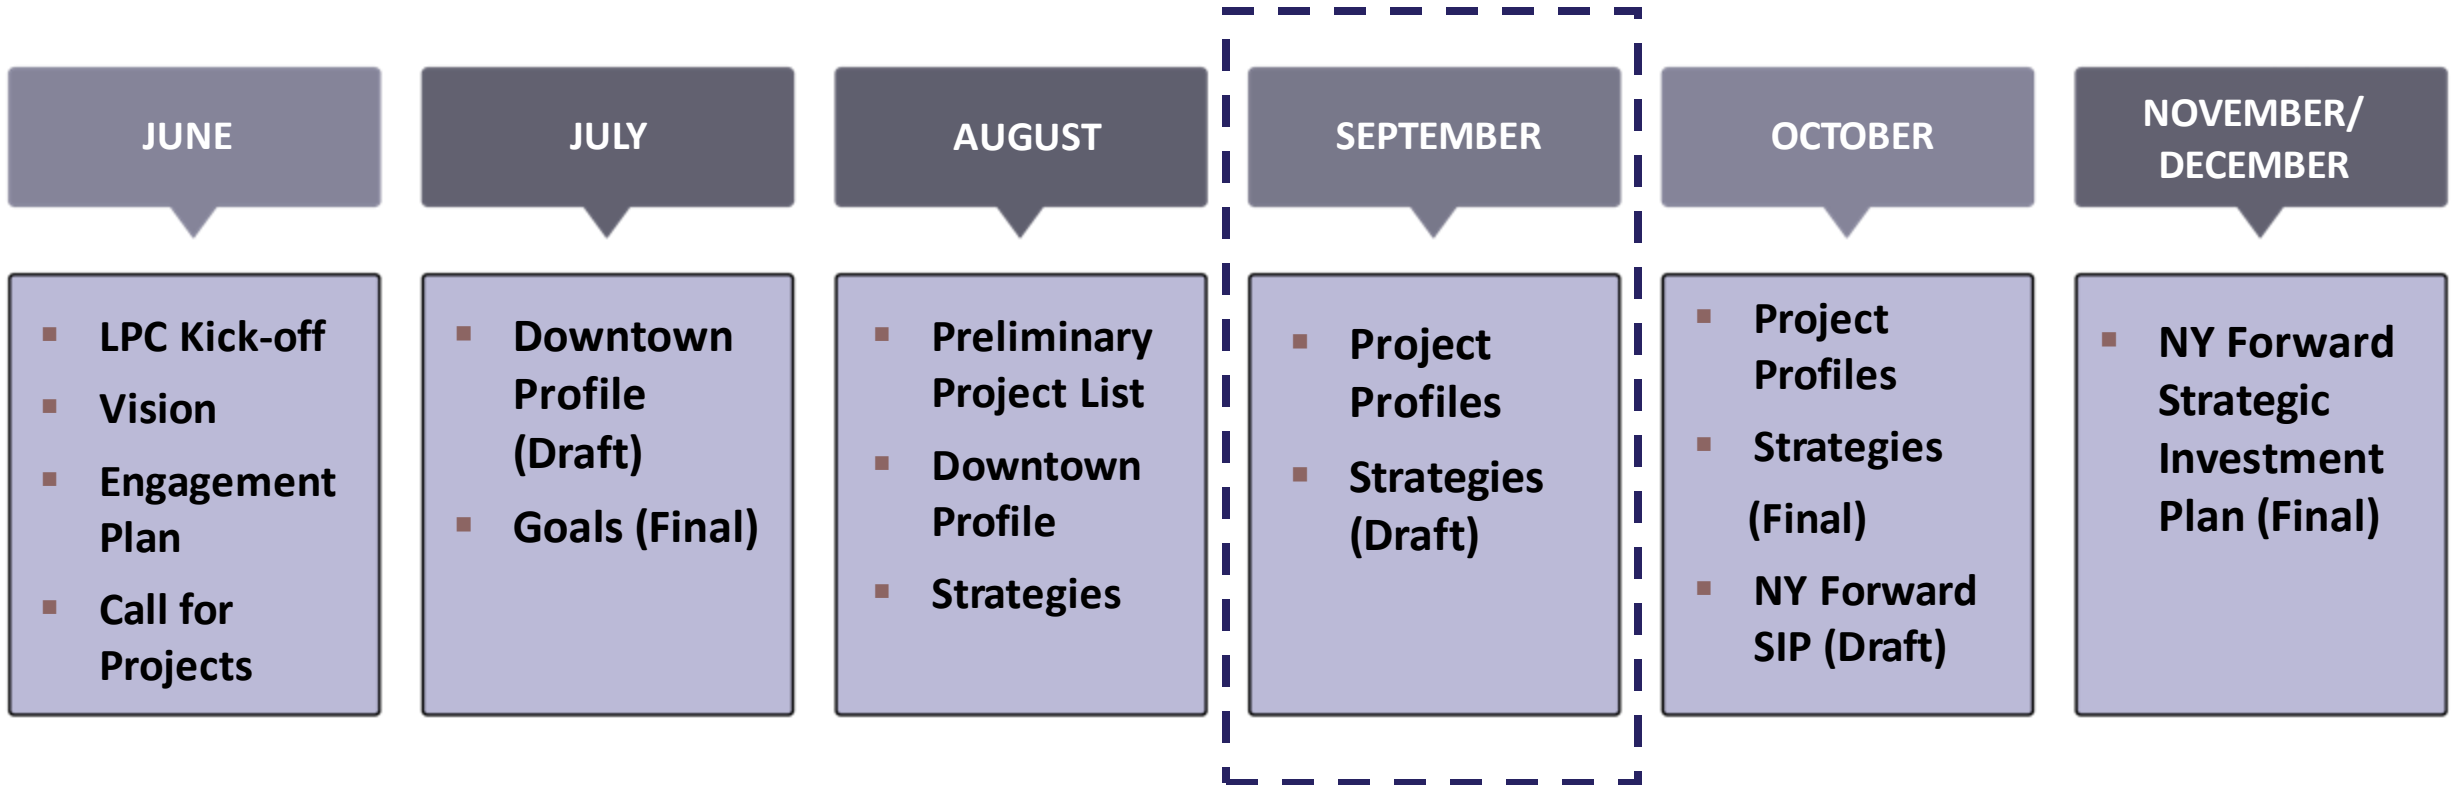 JUNE
LPC Kick-off
Vision
Engagement
Plan
Call for
Projects
JULY
Downtown
Profile
(Draft)
Goals (Final)
AUGUST
Preliminary
Project List
Downtown
Profile
Strategies
SEPTEMBER
Project
Profiles
Strategies
(Draft)
OCTOBER
Project
Profiles
Strategies
(Final)
NY Forward
SIP (Draft)
NOVEMBER/
DECEMBER
NY Forward
Strategic
Investment
Plan (Final)